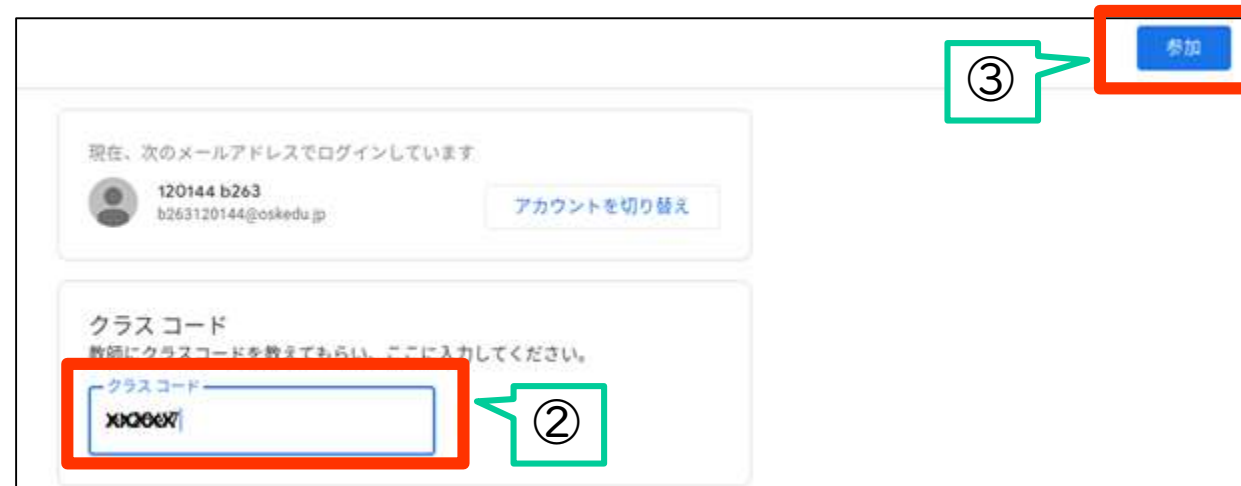 参加
③
現在、次のメールアドレスでログインしています
120144 b263
b263120144@oskedu.jp
アカウントを切り替え
クラス コード
教師にクラスコードを教えてもらい、ここに入力してください。
クラス コード
②